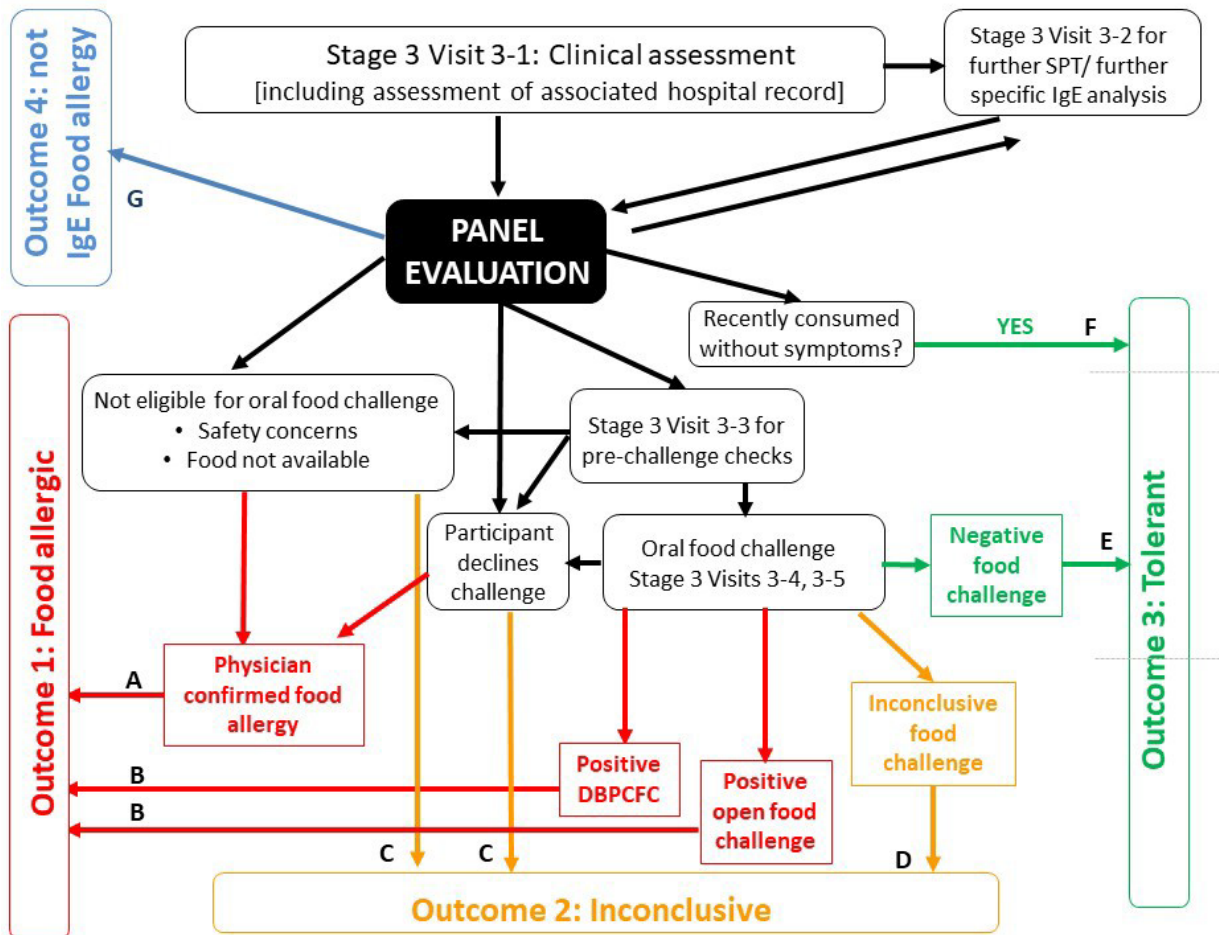 Stage 3 Visit 3-1: Clinical assessment
[including assessment of associated hospital record]
Stage 3 Visit 3-2 for
further SPT/ further
specific IgE analysis
Outcome 4: not
IgE Food allergy
G
PANEL
EVALUATION
Recently consumed
without symptoms?
YES
F
Not eligible for oral food challenge
• Safety concerns
• Food not available
Stage 3 Visit 3-3 for
pre-challenge checks
Participant
declines
challenge
Oral food challenge
Stage 3 Visits 3-4, 3-5
Negative
food
challenge
E
Outcome 1: Food allergic
Outcome 3: Tolerant
A
Physician
confirmed food
allergy
Inconclusive
food
challenge
B
Positive
DBPCFC
B
Positive
open food
challenge
C
C
D
Outcome 2: Inconclusive